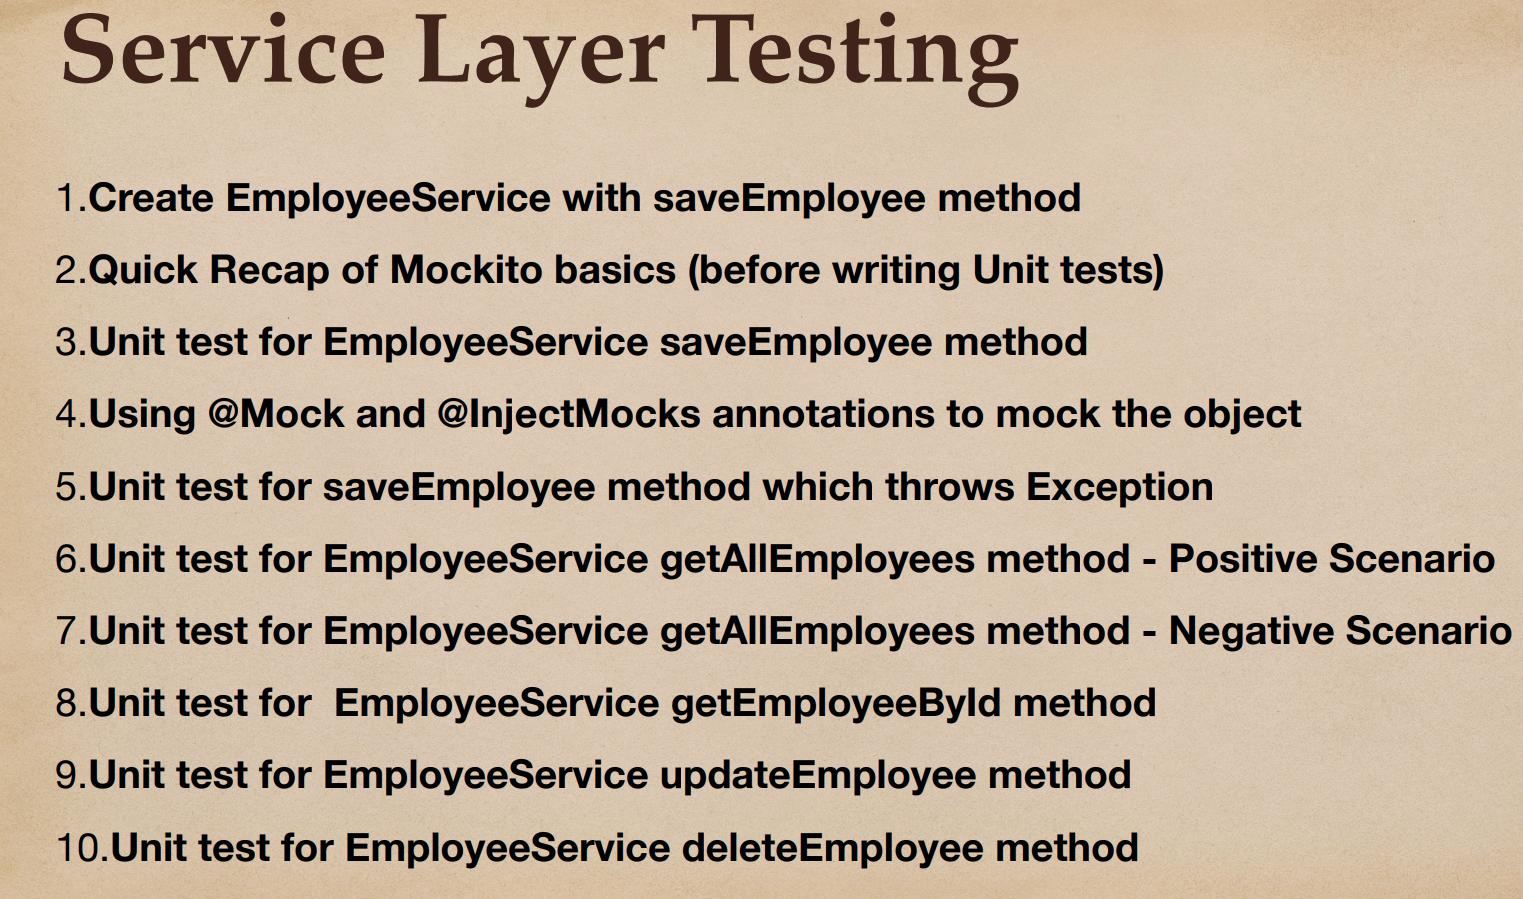 Service Layer Testing
1.Create EmployeeService with saveEmployee method
2.Quick Recap of Mockito basics (before writing Unit tests)
3.Unit test for EmployeeService saveEmployee method
4.Using @Mock and @InjectMocks annotations to mock the object
5.Unit test for saveEmployee method which throws Exception
6.Unit test for EmployeeService getAllEmployees method - Positive Scenario
7.Unit test for EmployeeService getAllEmployees method - Negative Scenario
8.Unit test for  EmployeeService getEmployeeById method
9.Unit test for EmployeeService updateEmployee method
10.Unit test for EmployeeService deleteEmployee method